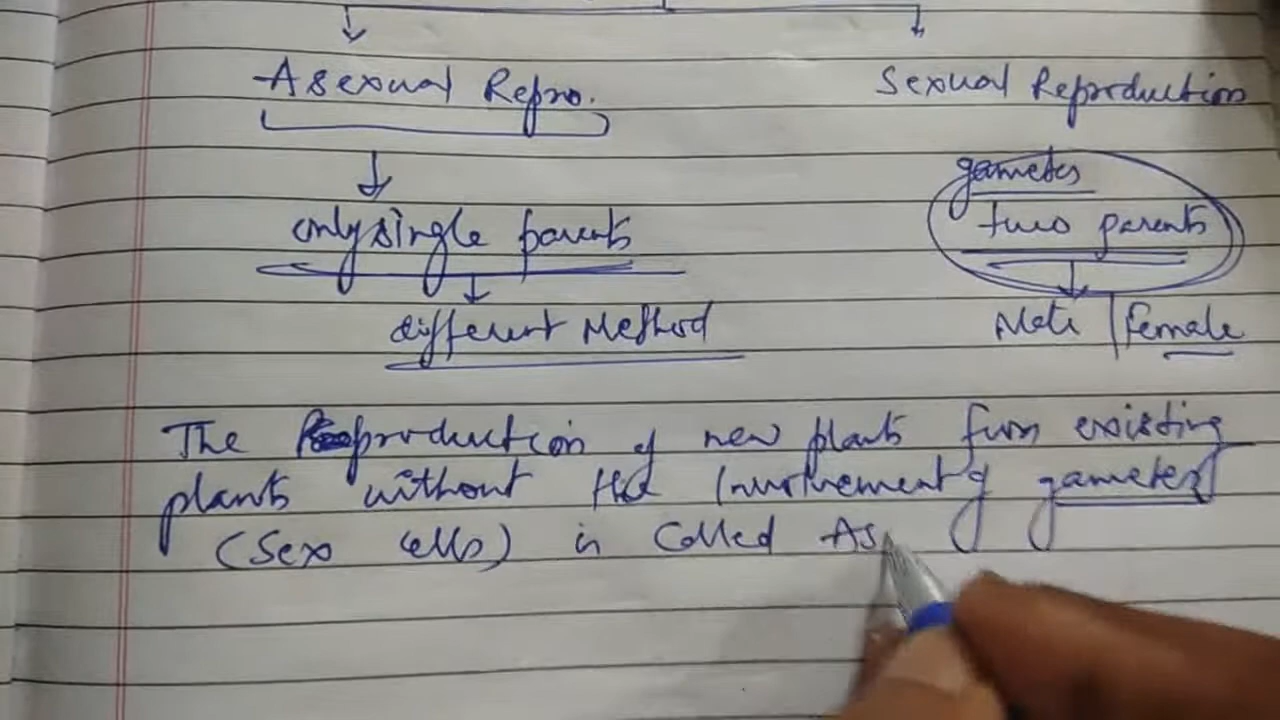 Asexual Repro.
Sexual Reproduction
only single parents
gametes
two parents
different Method
Male | female
The production of new plants from existing
plants without the Involvement of gametes
(Sex cells) is Called As